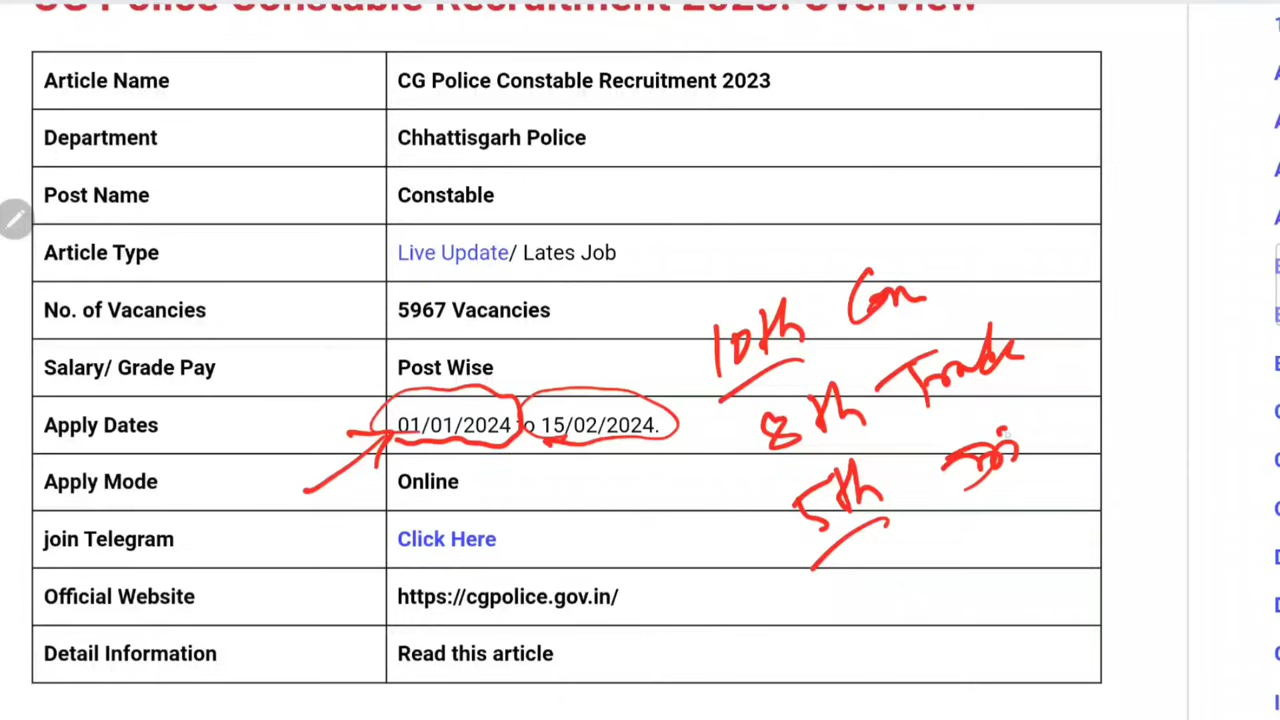 CG Police Constable Recruitment 2023: Overview
Article Name CG Police Constable Recruitment 2023
Department Chhattisgarh Police
Post Name Constable
Article Type Live Update/ Lates Job
No. of Vacancies 5967 Vacancies
Salary/ Grade Pay Post Wise
Apply Dates 01/01/2024 to 15/02/2024.
Apply Mode Online
join Telegram Click Here
Official Website https://cgpolice.gov.in/
Detail Information Read this article
10th Con
8th Trade
5th